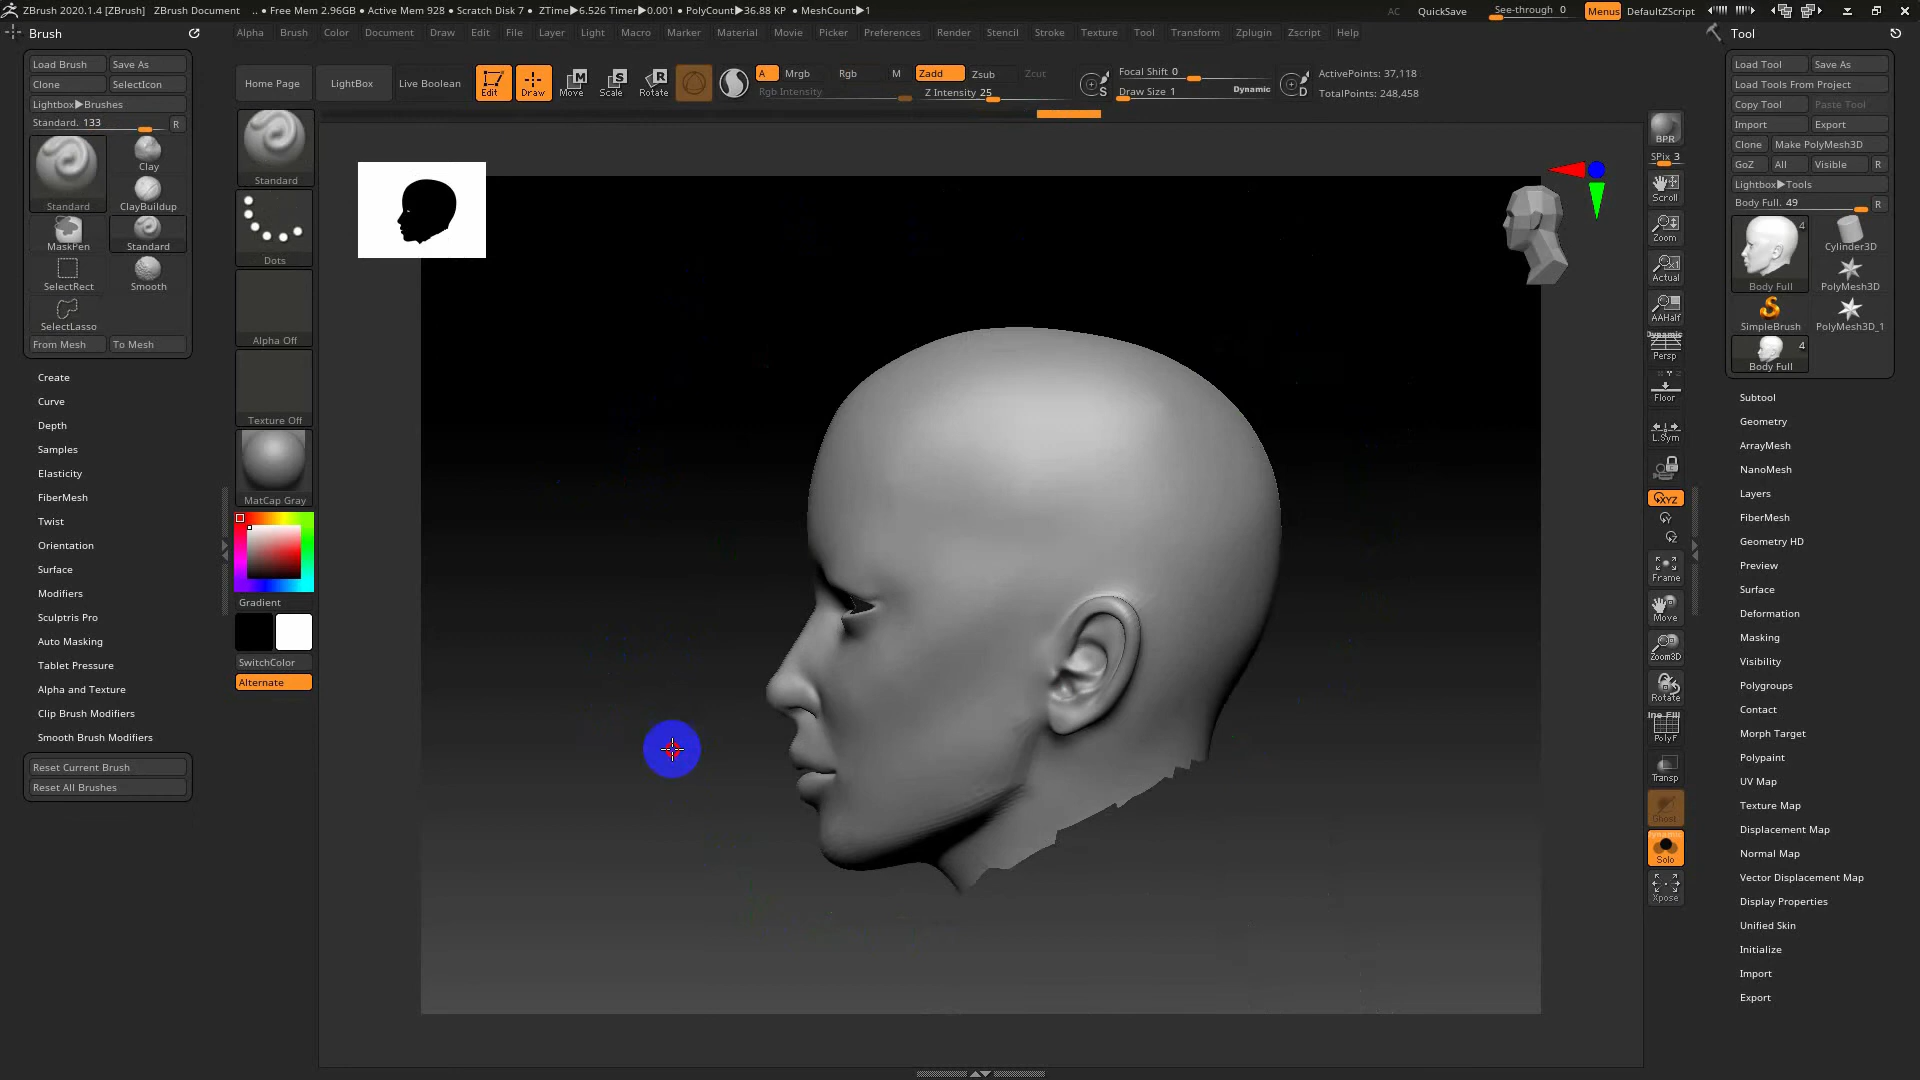 ZBrush 2020.1.4 [ZBrush] ZBrush Document .. • Free Mem 2.96GB • Active Mem 928 • Scratch Disk 7 • ZTime▶6.526 Timer▶0.001 • PolyCount▶36.88 KP • MeshCount▶1 AC QuickSave See-through 0 Menus DefaultZScript
Brush
Alpha Brush Color Document Draw Edit File Layer Light Macro Marker Material Movie Picker Preferences Render Stencil Stroke Texture Tool Transform Zplugin Zscript Help
Tool
Load Brush Save As
Clone SelectIcon
Lightbox▶Brushes
Standard. 133 R
Standard
Clay
ClayBuildup
MaskPen Standard
SelectRect Smooth
SelectLasso
From Mesh To Mesh
Create
Curve
Depth
Samples
Elasticity
FiberMesh
Twist
Orientation
Surface
Modifiers
Sculptris Pro
Auto Masking
Tablet Pressure
Alpha and Texture
Clip Brush Modifiers
Smooth Brush Modifiers
Reset Current Brush
Reset All Brushes
Home Page LightBox Live Boolean
Edit Draw Move Scale Rotate
A Mrgb Rgb M Zadd Zsub Zcut
Rgb Intensity Z Intensity 25
Focal Shift 0
Draw Size 1 Dynamic
S D
ActivePoints: 37,118
TotalPoints: 248,458
Standard
Dots
Alpha Off
Texture Off
MatCap Gray
Gradient
SwitchColor
Alternate
BPR
SPix 3
Scroll
Zoom
Actual
AAHalf
Dynamic
Persp
Floor
L.Sym
XYZ
Y
Z
Frame
Move
Zoom3D
Rotate
Line Fill
PolyF
Transp
Ghost
Dynamic
Solo
Xpose
Load Tool Save As
Load Tools From Project
Copy Tool Paste Tool
Import Export
Clone Make PolyMesh3D
GoZ All Visible R
Lightbox▶Tools
Body Full. 49 R
4
Body Full
Cylinder3D
PolyMesh3D
SimpleBrush PolyMesh3D_1
4
Body Full
Subtool
Geometry
ArrayMesh
NanoMesh
Layers
FiberMesh
Geometry HD
Preview
Surface
Deformation
Masking
Visibility
Polygroups
Contact
Morph Target
Polypaint
UV Map
Texture Map
Displacement Map
Normal Map
Vector Displacement Map
Display Properties
Unified Skin
Initialize
Import
Export